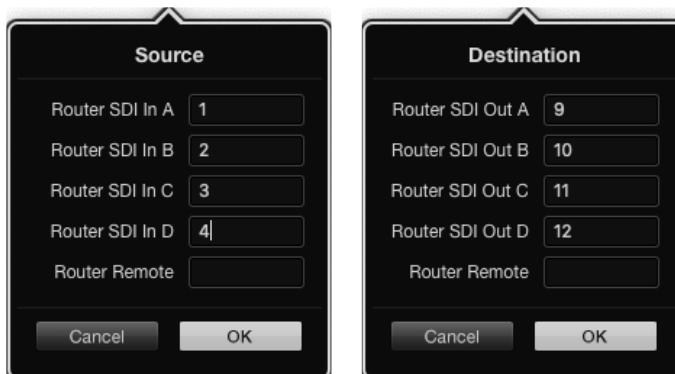 Source
Router SDI In A 1
Router SDI In B 2
Router SDI In C 3
Router SDI In D 4
Router Remote
Cancel OK
Destination
Router SDI Out A 9
Router SDI Out B 10
Router SDI Out C 11
Router SDI Out D 12
Router Remote
Cancel OK